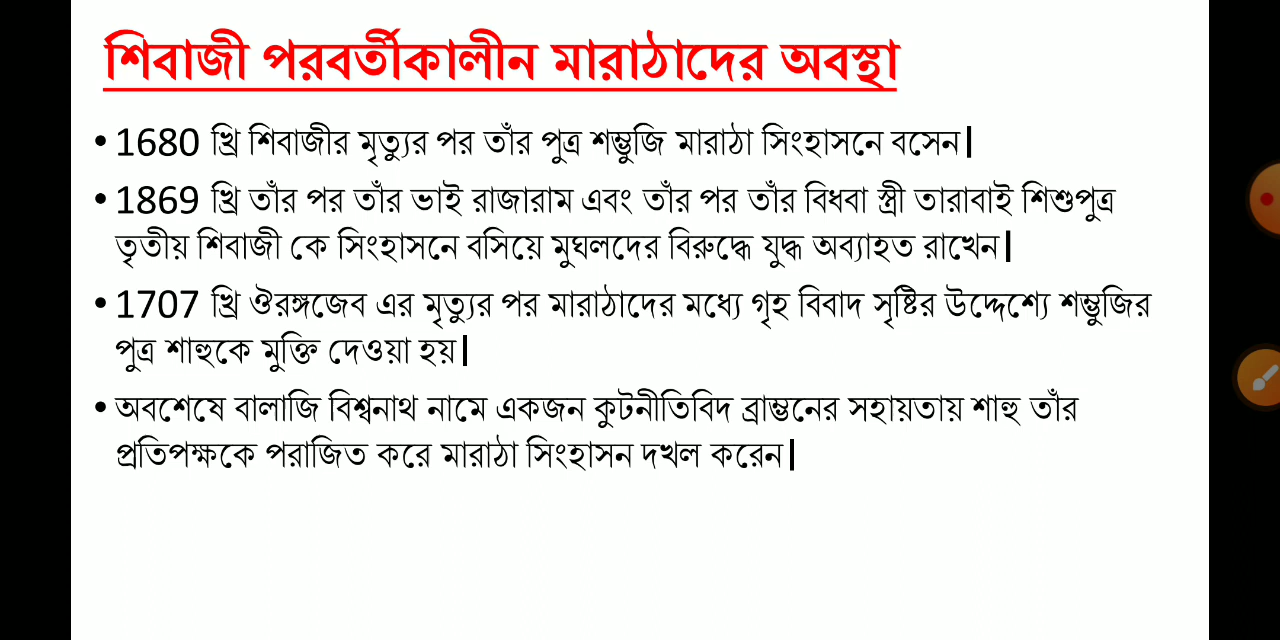 শিবাজী পরবর্তীকালীন মারাঠাদের অবস্থা
• 1680 খ্রি শিবাজীর মৃত্যুর পর তাঁর পুত্র শম্ভুজি মারাঠা সিংহাসনে বসেন।
• 1869 খ্রি তাঁর পর তাঁর ভাই রাজারাম এবং তাঁর পর তাঁর বিধবা স্ত্রী তারাবাই শিশুপুত্র
তৃতীয় শিবাজী কে সিংহাসনে বসিয়ে মুঘলদের বিরুদ্ধে যুদ্ধ অব্যাহত রাখেন।
• 1707 খ্রি ঔরঙ্গজেব এর মৃত্যুর পর মারাঠাদের মধ্যে গৃহ বিবাদ সৃষ্টির উদ্দেশ্যে শম্ভুজির
পুত্র শাহুকে মুক্তি দেওয়া হয়।
• অবশেষে বালাজি বিশ্বনাথ নামে একজন কুটনীতিবিদ ব্রাম্ভনের সহায়তায় শাহু তাঁর
প্রতিপক্ষকে পরাজিত করে মারাঠা সিংহাসন দখল করেন।